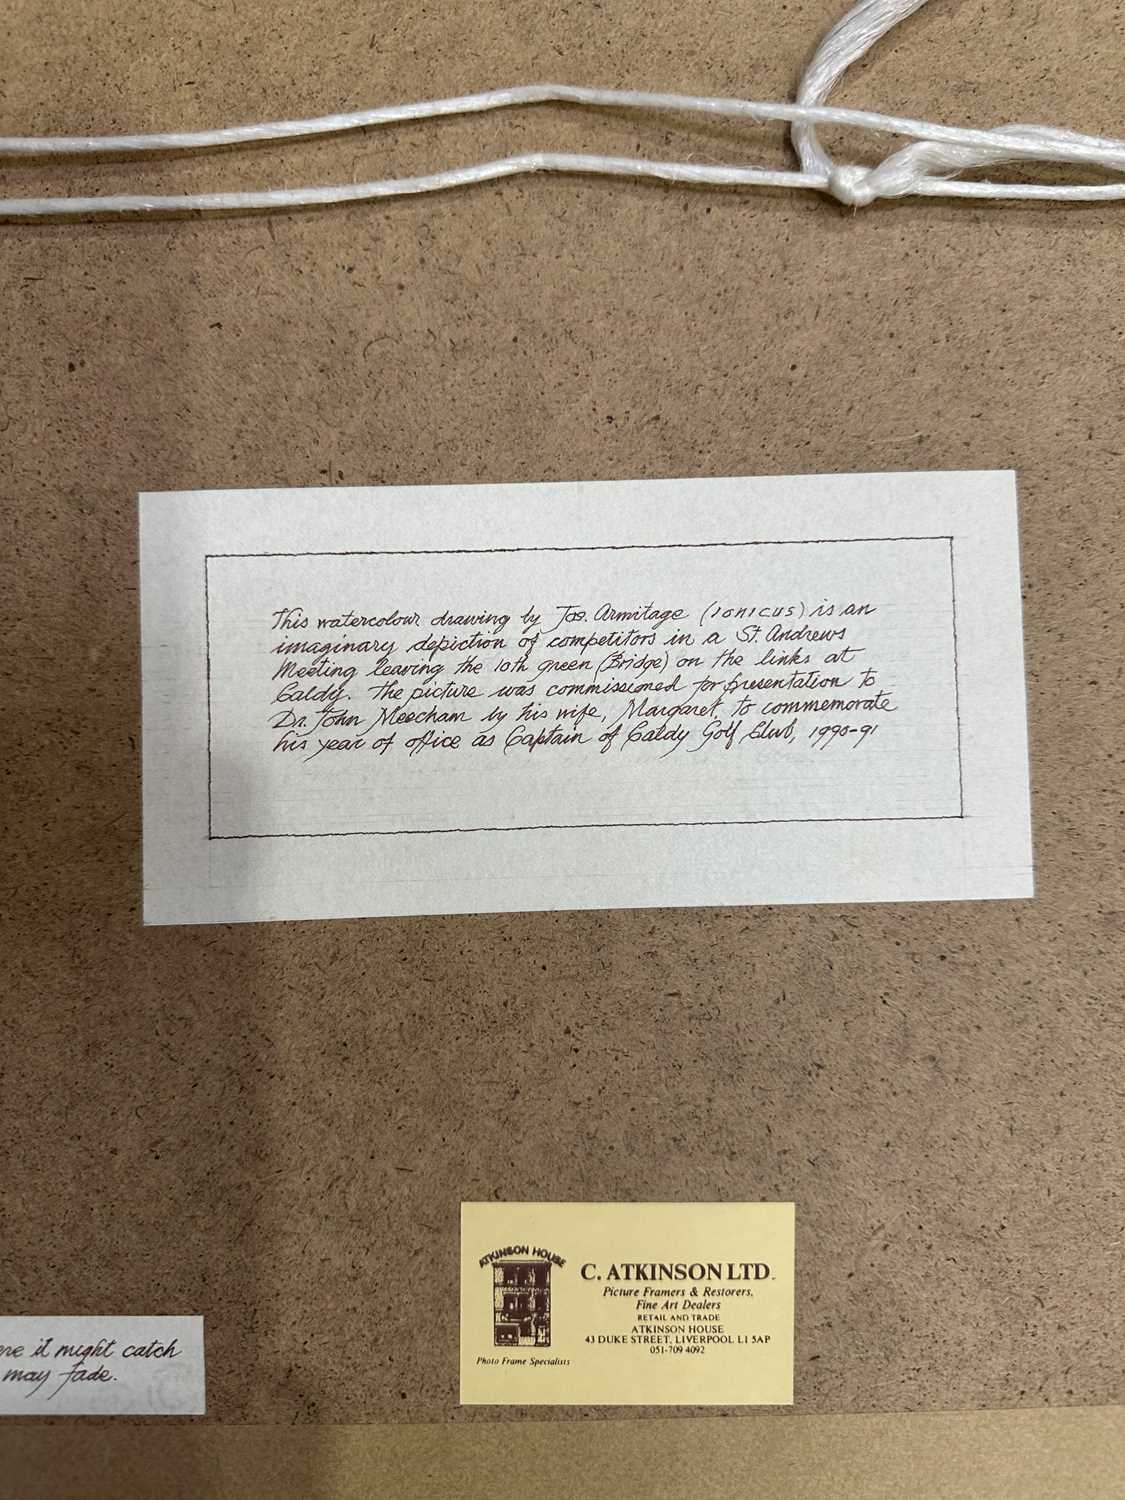 This watercolour drawing by Jos. Armitage (IONICUS) is an
imaginary depiction of competitors in a St. Andrews
Meeting leaving the 10th green (Bridge) on the links at
Caldy. The picture was commissioned for presentation to
Dr. John Meecham by his wife, Margaret, to commemorate
his year of office as Captain of Caldy Golf Club, 1990-91
it might catch
may fade.
ATKINSON HOUSE
Photo Frame Specialists
C. ATKINSON LTD.
Picture Framers & Restorers,
Fine Art Dealers
RETAIL AND TRADE
ATKINSON HOUSE
43 DUKE STREET, LIVERPOOL L1 5AP
051-709 4092